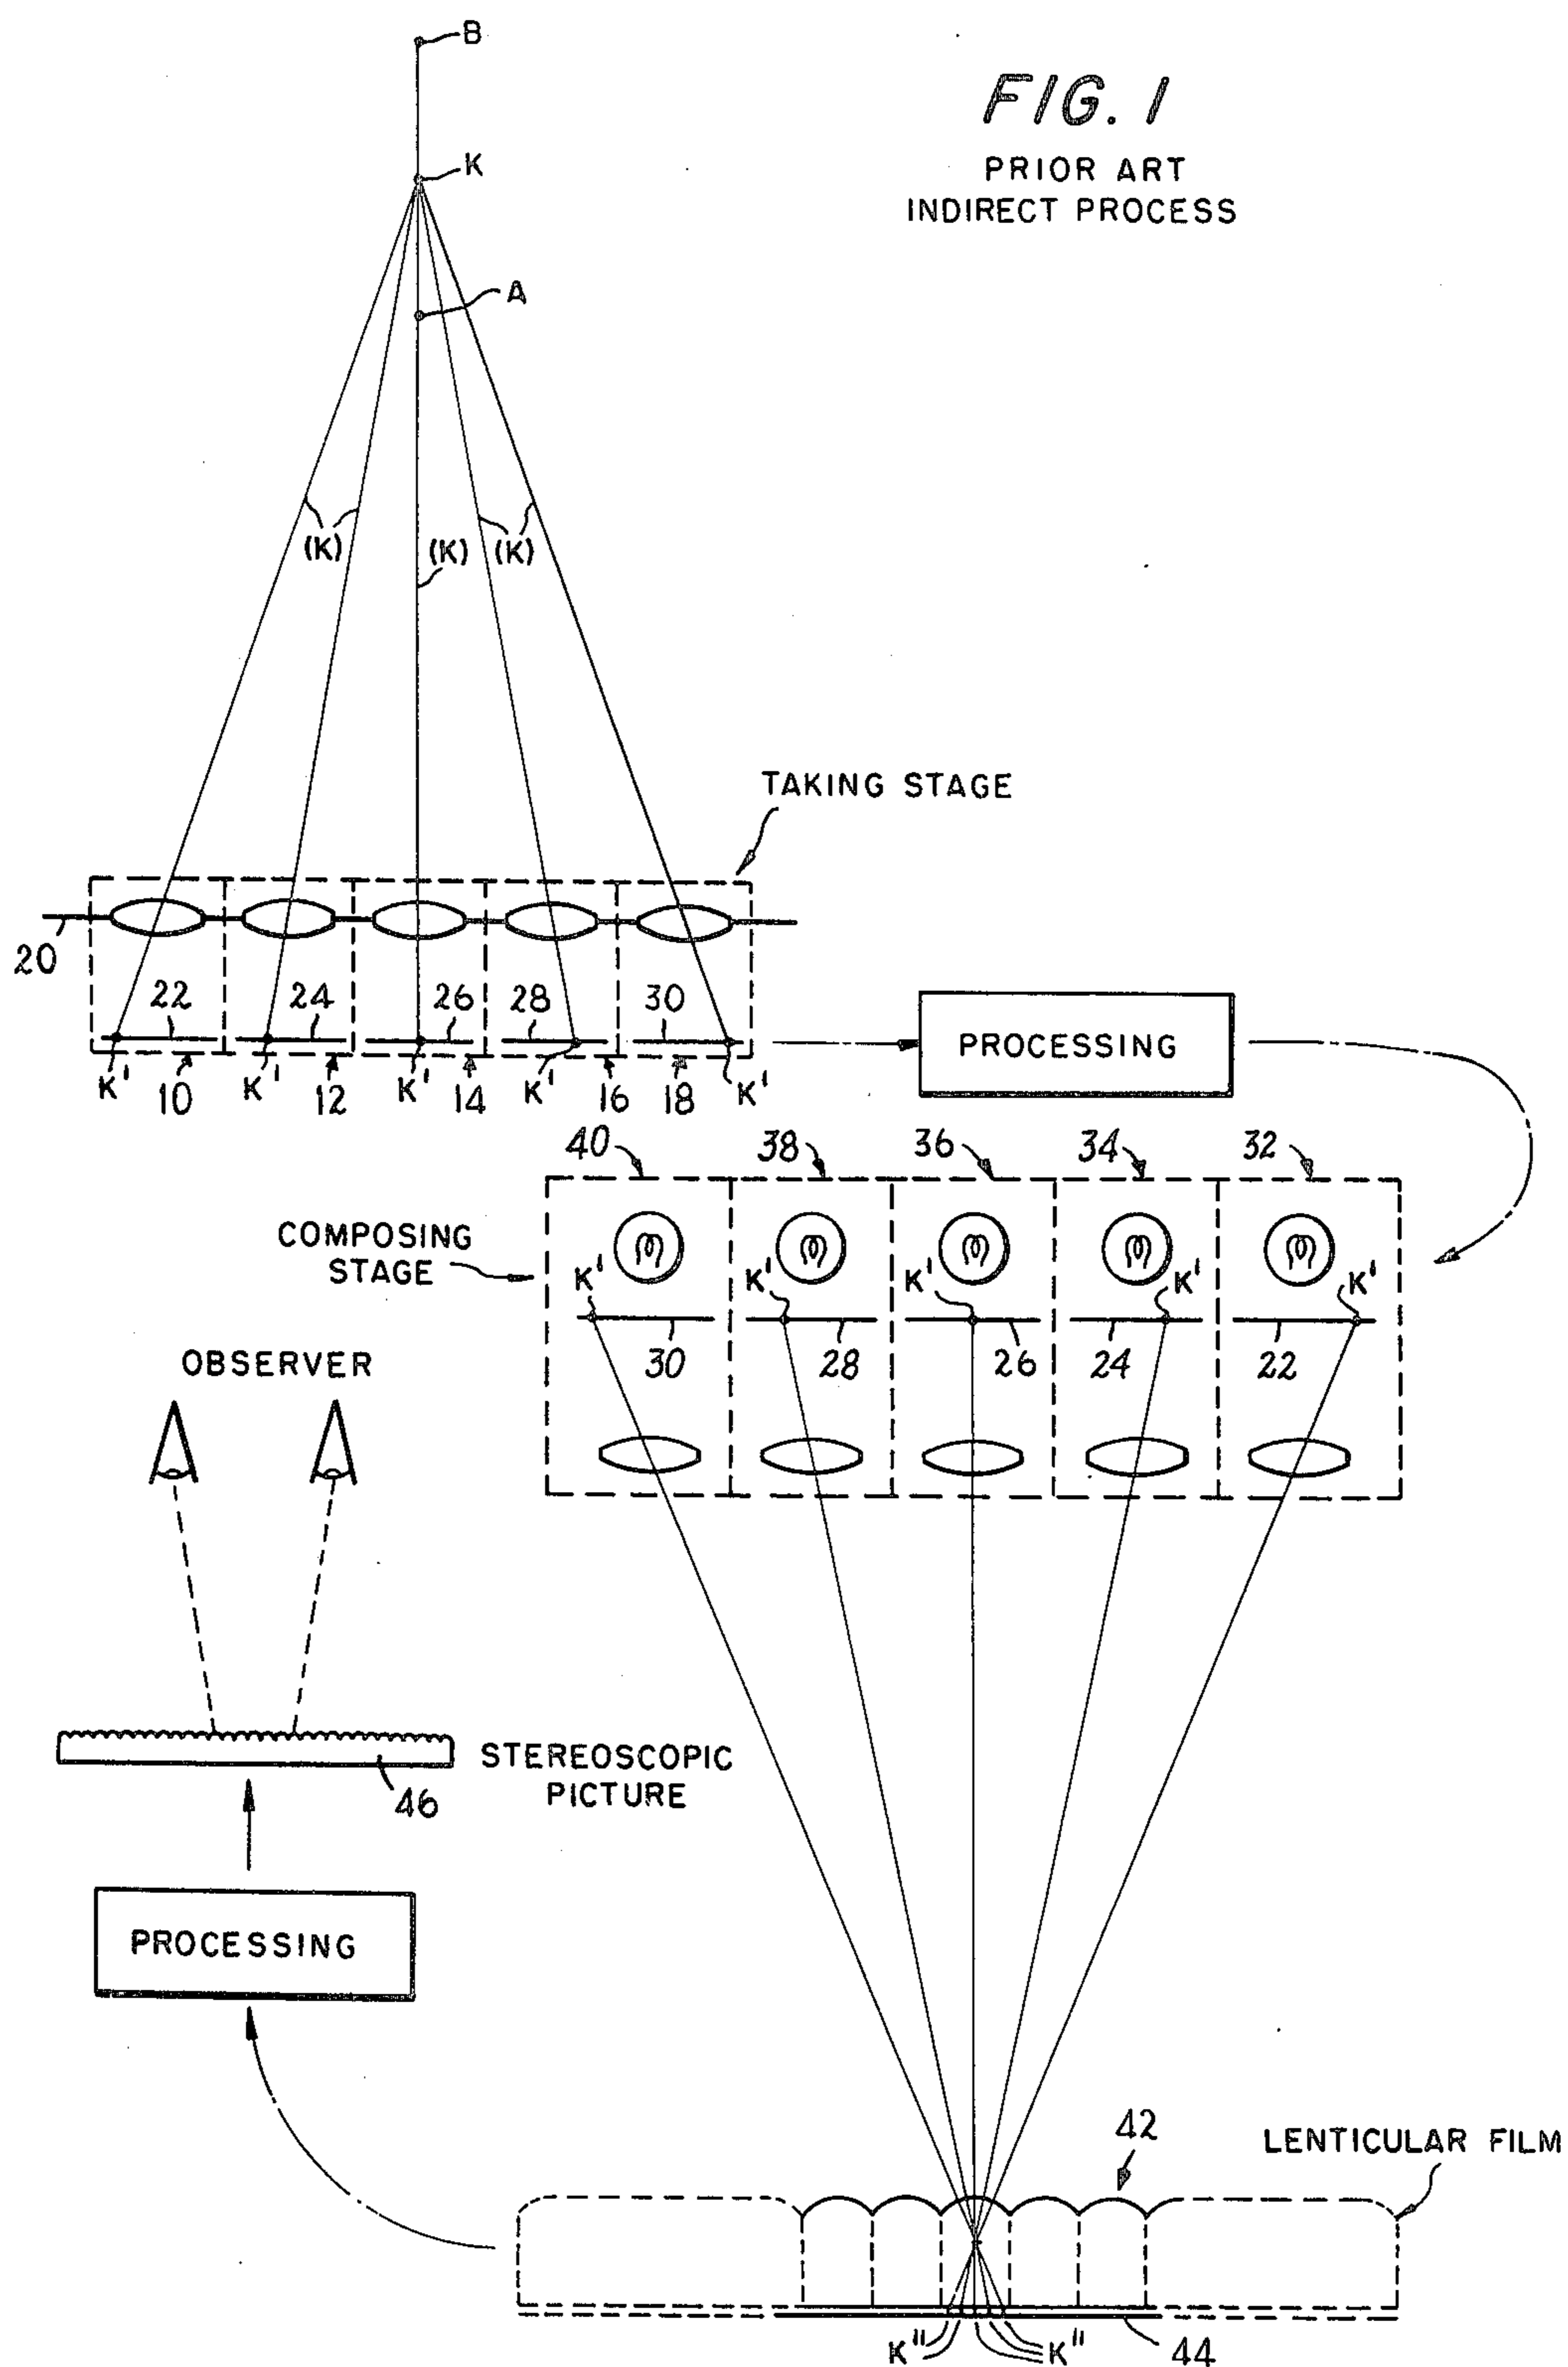 B
FIG. 1
K
PRIOR ART
INDIRECT PROCESS
A
(K) (K) (K)
TAKING STAGE
20
22 24 26 28 30
PROCESSING
K' 10 K' 12 K' 14 K' 16 18 K'
40 38 36 34 32
COMPOSING
STAGE
K' K' K' K' K'
30 28 26 24 22
OBSERVER
STEREOSCOPIC
PICTURE
46
PROCESSING
42
LENTICULAR FILM
K" K" 44